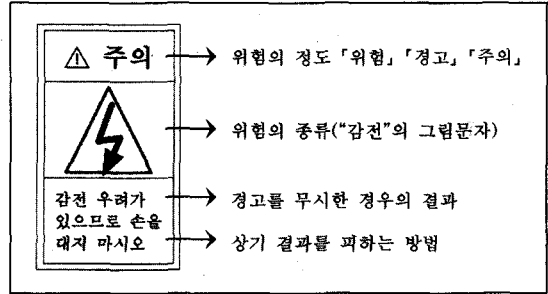 ⚠ 주의
위험의 정도 「위험」「경고」「주의」
위험의 종류("감전"의 그림문자)
감전 우려가
있으므로 손을
대지 마시오
경고를 무시한 경우의 결과
상기 결과를 피하는 방법